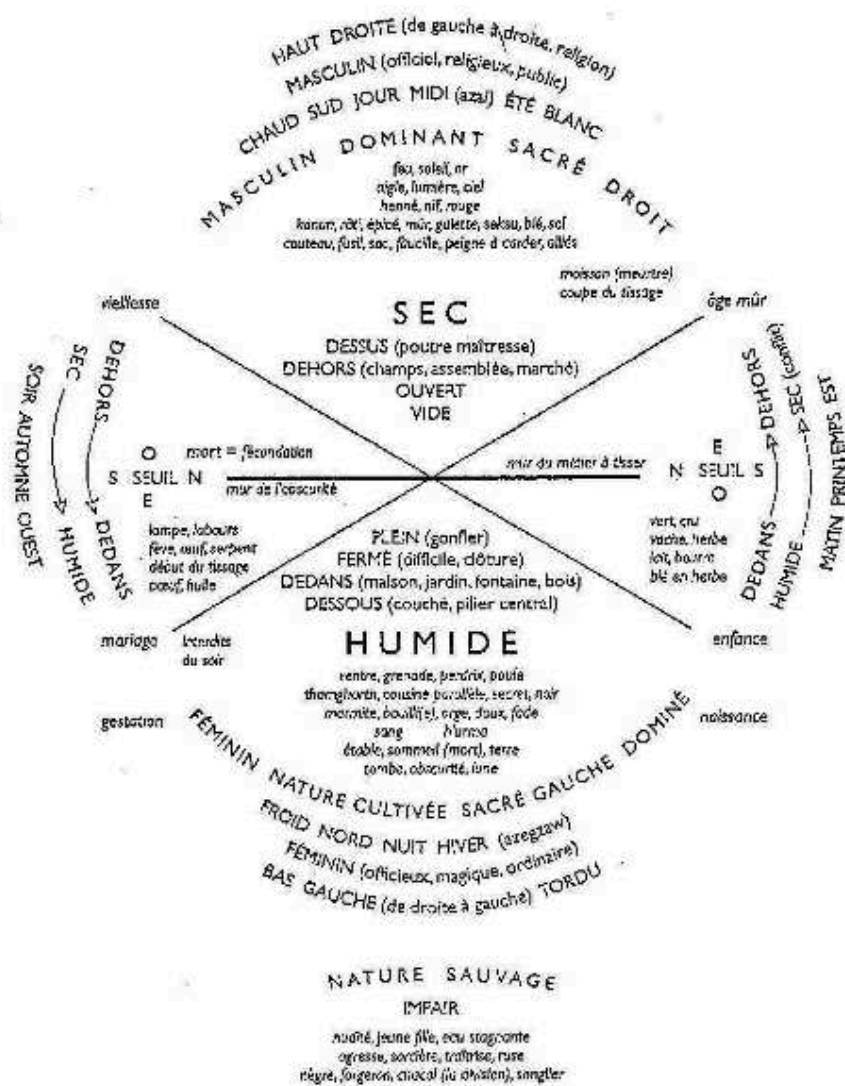 HAUT DROITE (de gauche à droite, religion)
MASCULIN (officiel, religieux, public)
CHAUD SUD JOUR MIDI (azal) ÉTÉ BLANC
MASCULIN DOMINANT SACRÉ DROIT
feu, soleil, or
aigle, lumière, ciel
henné, nif, rouge
kanun, rôti, épicé, mûr, galette, seksu, blé, sel
couteau, fusil, soc, faucille, peigne à carder, alliés
moisson (meurtre)
coupe du tissage
vieillesse
âge mûr
SEC
DESSUS (poutre maîtresse)
DEHORS (champs, assemblée, marché)
OUVERT
VIDE
SOIR AUTOMNE OUEST
SEC HUMIDE
DEHORS DEDANS
O
S SEUIL N
E
mort = fécondation
mur de l'obscurité
lampe, labours
fève, œuf, serpent
début du tissage
bœuf, huile
mur du métier à tisser
E
N SEUIL S
O
vert, cru
vache, herbe
lait, beurre
blé en herbe
DEDANS DEHORS
HUMIDE SEC
MATIN PRINTEMPS EST
PLEIN (gonfler)
FERMÉ (difficile, clôture)
DEDANS (maison, jardin, fontaine, bois)
DESSOUS (couché, pilier central)
HUMIDE
mariage
Interdits
du soir
enfance
gestation
naissance
ventre, grenade, perdrix, poule
cousine parallèle, secret, noir
marmite, bouilli(e), orge, doux, fade
sang h'urma
étable, sommeil (mort), terre
tombe, obscurité, lune
FÉMININ NATURE CULTIVÉE SACRÉ GAUCHE DOMINÉ
FROID NORD NUIT HIVER (azegzaw)
FÉMININ (officieux, magique, ordinaire)
BAS GAUCHE (de droite à gauche) TORDU
NATURE SAUVAGE
IMPAIR
nudité, jeune fille, eau stagnante
ogresse, sorcière, traîtrise, ruse
nègre, forgeron, chacal (la division), sanglier